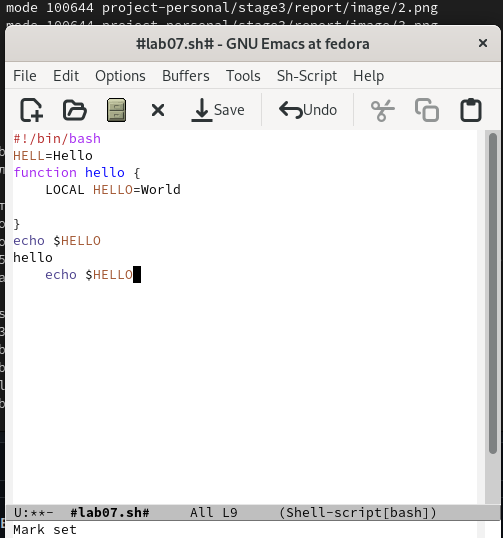 mode 100644 project-personal/stage3/report/image/2.png
mode 100644 project-personal/stage3/report/image/3.png
#lab07.sh# - GNU Emacs at fedora
File Edit Options Buffers Tools Sh-Script Help
Save Undo
#!/bin/bash
HELL=Hello
function hello {
    LOCAL HELLO=World
}
echo $HELLO
hello
    echo $HELLO
U:**- #lab07.sh# All L9 (Shell-script[bash])
Mark set